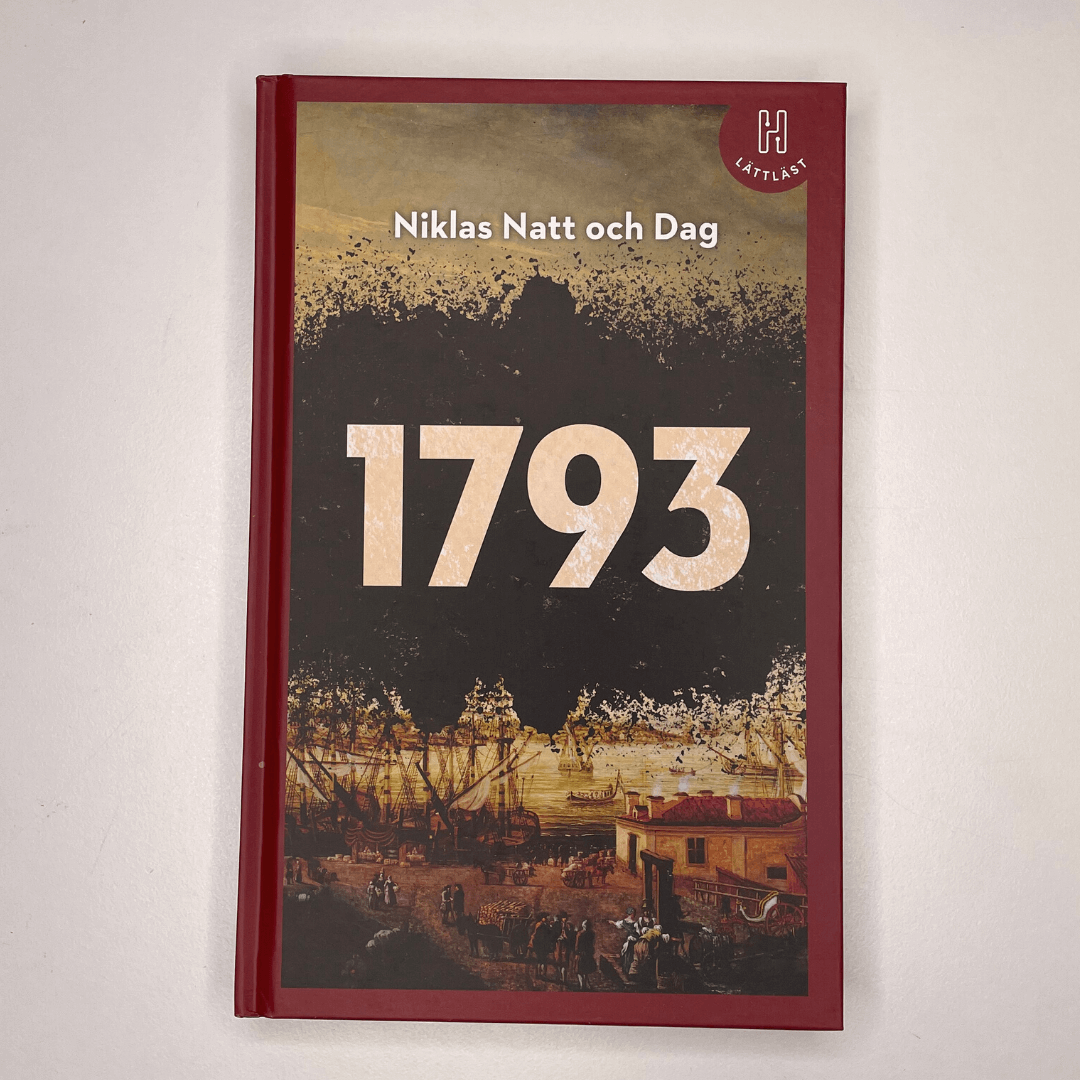 H
LÄTTLÄST
Niklas Natt och Dag
1793